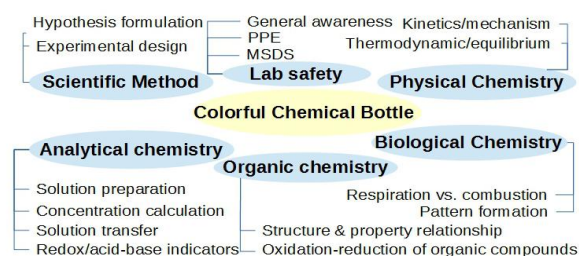 Hypothesis formulation
Experimental design
Scientific Method
General awareness
PPE
MSDS
Lab safety
Kinetics/mechanism
Thermodynamic/equilibrium
Physical Chemistry
Colorful Chemical Bottle
Analytical chemistry
Solution preparation
Concentration calculation
Solution transfer
Redox/acid-base indicators
Organic chemistry
Structure & property relationship
Oxidation-reduction of organic compounds
Biological Chemistry
Respiration vs. combustion
Pattern formation